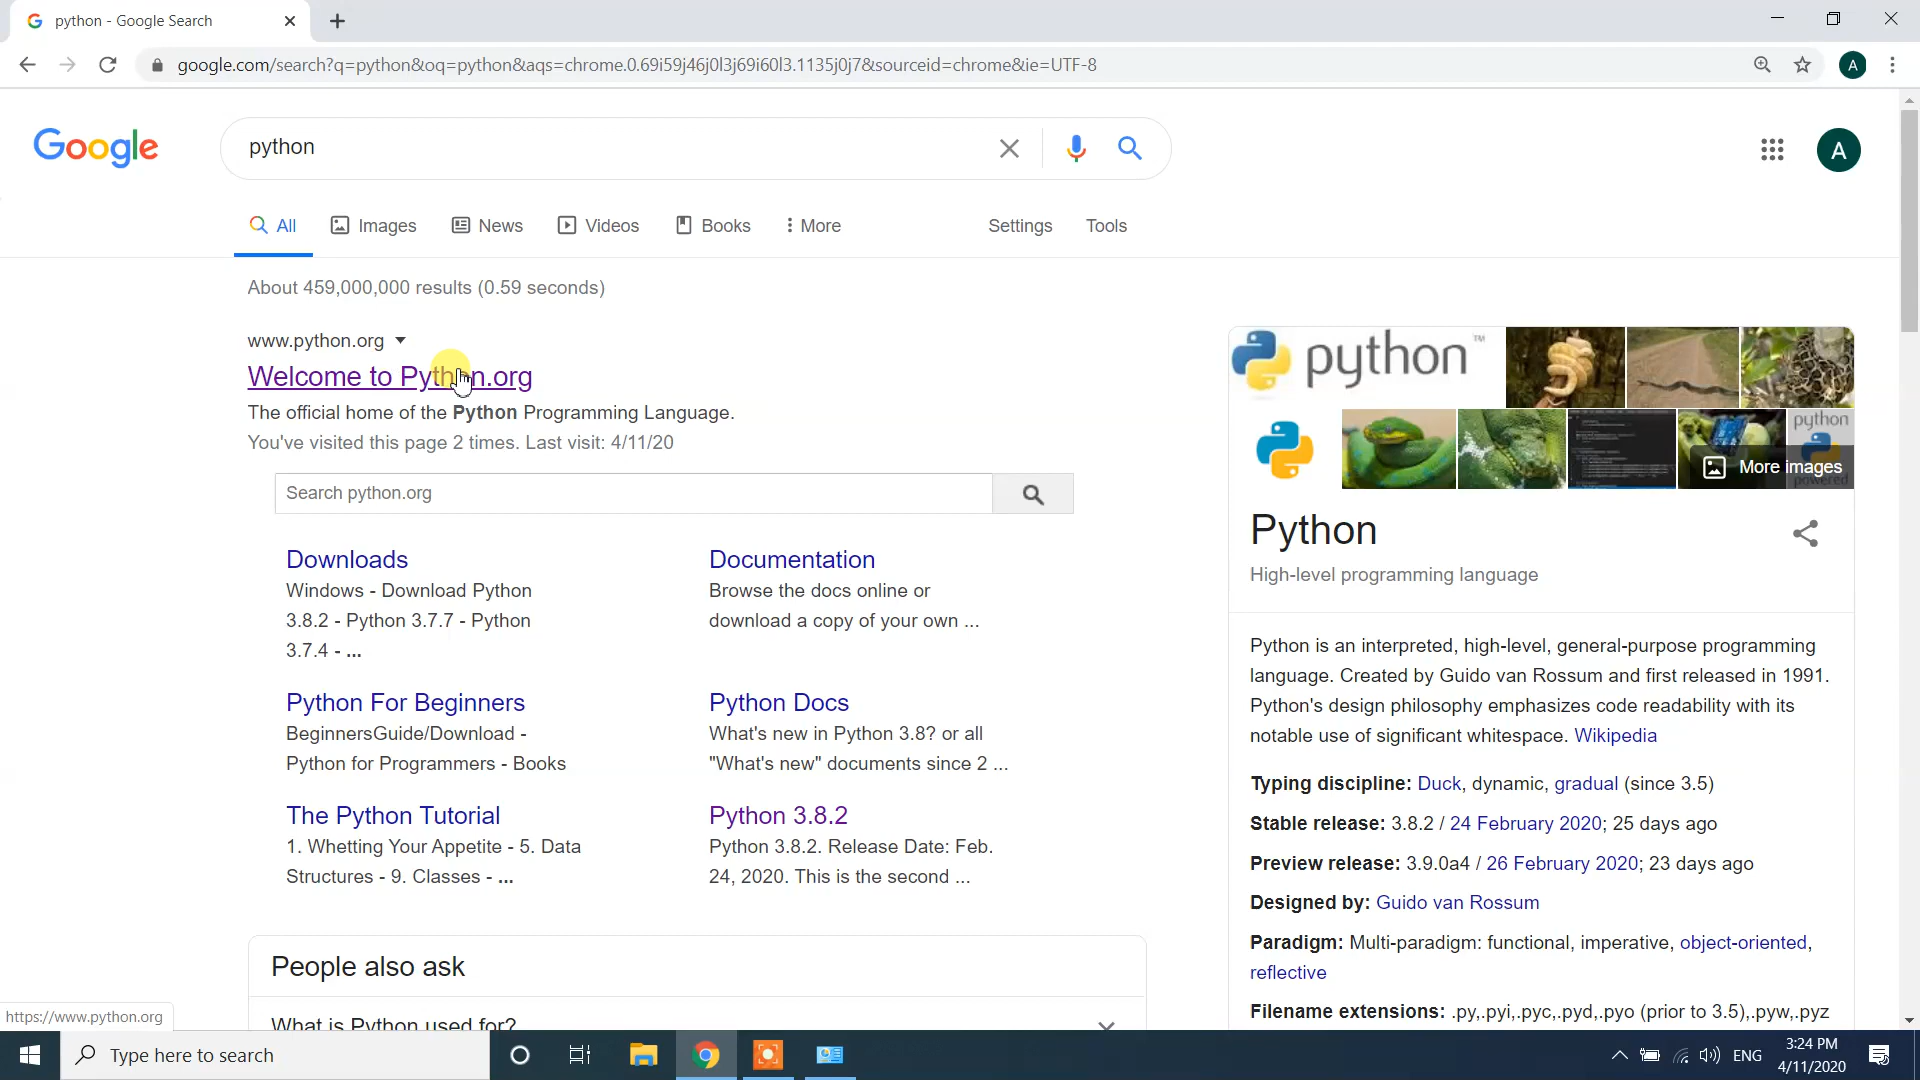 python - Google Search
google.com/search?q=python&oq=python&aqs=chrome.0.69i59j46j0l3j69i60l3.1135j0j7&sourceid=chrome&ie=UTF-8
A
Google
python
A
All
Images
News
Videos
Books
More
Settings
Tools
About 459,000,000 results (0.59 seconds)
www.python.org
Welcome to Python.org
The official home of the Python Programming Language.
You've visited this page 2 times. Last visit: 4/11/20
Search python.org
Downloads
Windows - Download Python
3.8.2 - Python 3.7.7 - Python
3.7.4 - ...
Documentation
Browse the docs online or
download a copy of your own ...
Python For Beginners
BeginnersGuide/Download -
Python for Programmers - Books
Python Docs
What's new in Python 3.8? or all
"What's new" documents since 2 ...
The Python Tutorial
1. Whetting Your Appetite - 5. Data
Structures - 9. Classes - ...
Python 3.8.2
Python 3.8.2. Release Date: Feb.
24, 2020. This is the second ...
People also ask
What is Python used for?
python™
python
powered
More images
Python
High-level programming language
Python is an interpreted, high-level, general-purpose programming
language. Created by Guido van Rossum and first released in 1991.
Python's design philosophy emphasizes code readability with its
notable use of significant whitespace. Wikipedia
Typing discipline: Duck, dynamic, gradual (since 3.5)
Stable release: 3.8.2 / 24 February 2020; 25 days ago
Preview release: 3.9.0a4 / 26 February 2020; 23 days ago
Designed by: Guido van Rossum
Paradigm: Multi-paradigm: functional, imperative, object-oriented,
reflective
Filename extensions: .py,.pyi,.pyc,.pyd,.pyo (prior to 3.5),.pyw,.pyz
https://www.python.org
Type here to search
ENG
3:24 PM
4/11/2020